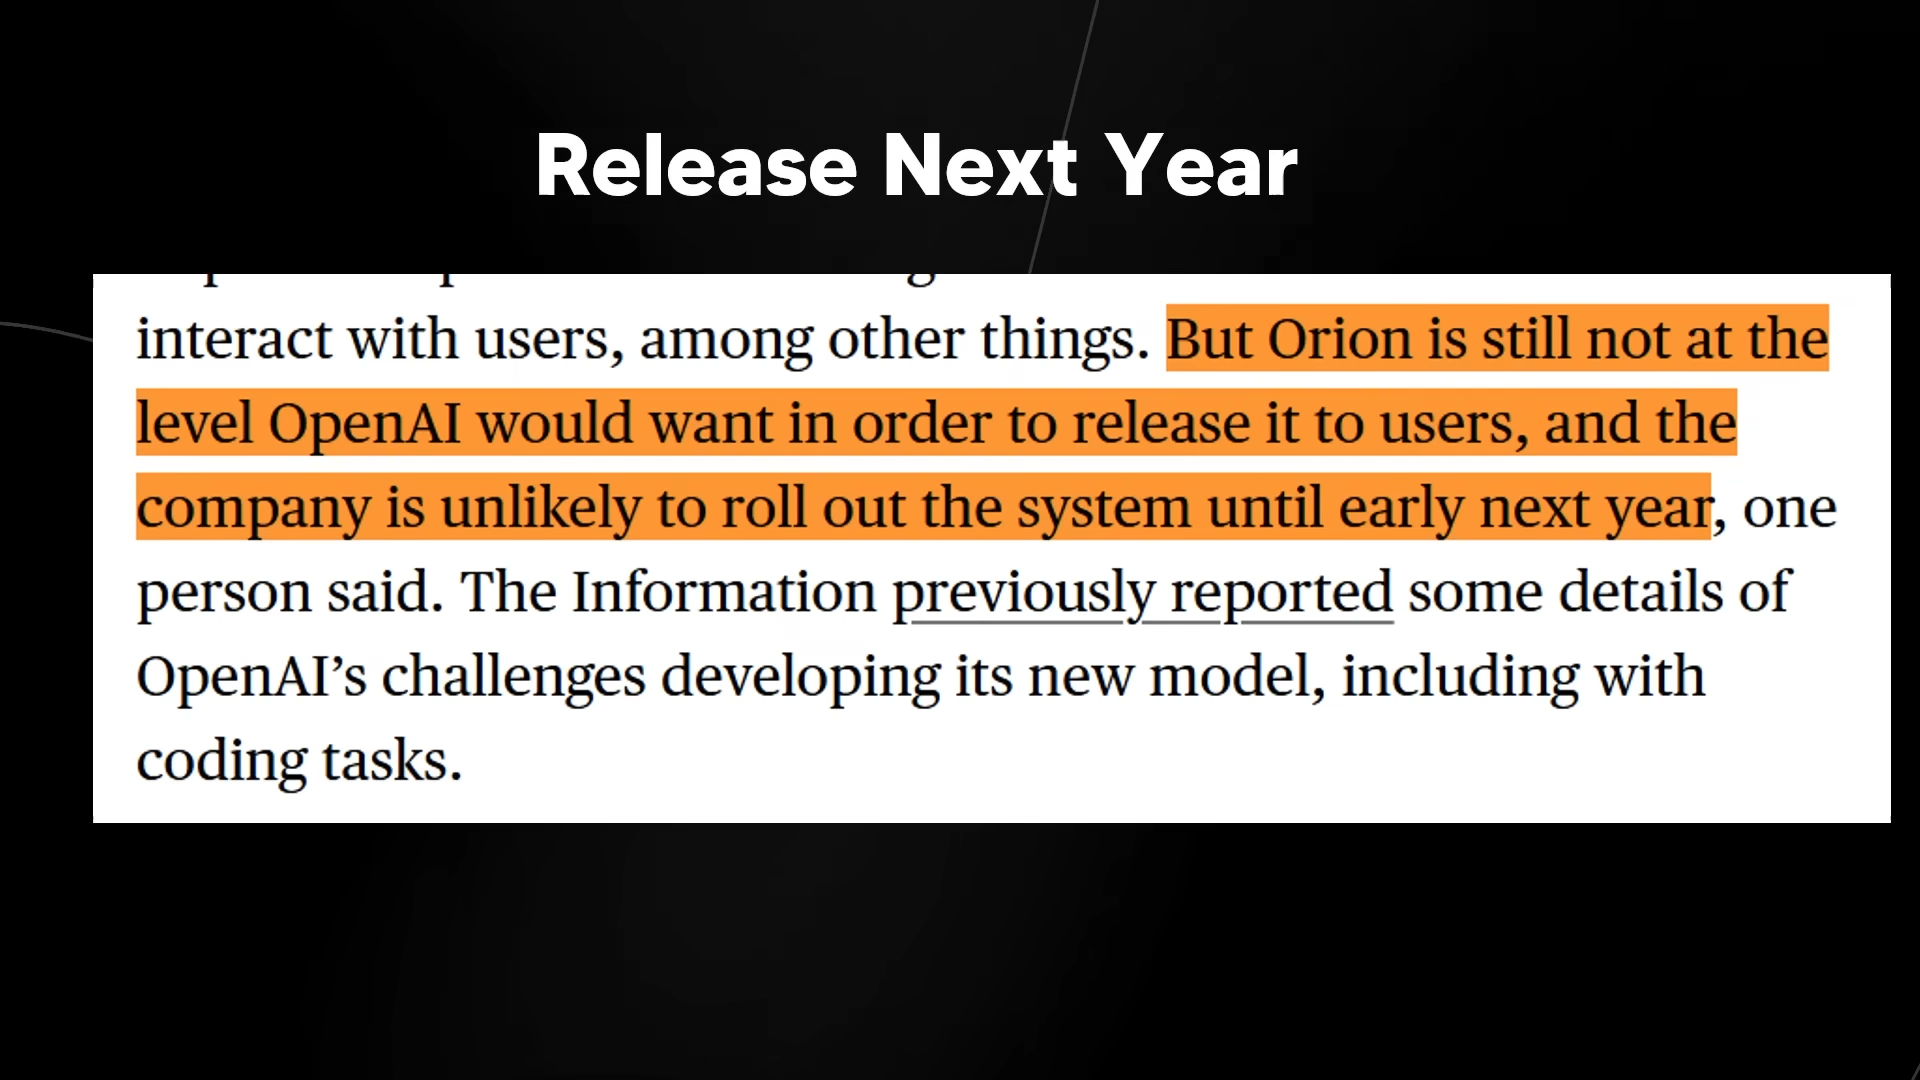 Release Next Year
interact with users, among other things. But Orion is still not at the
level OpenAI would want in order to release it to users, and the
company is unlikely to roll out the system until early next year, one
person said. The Information previously reported some details of
OpenAI’s challenges developing its new model, including with
coding tasks.